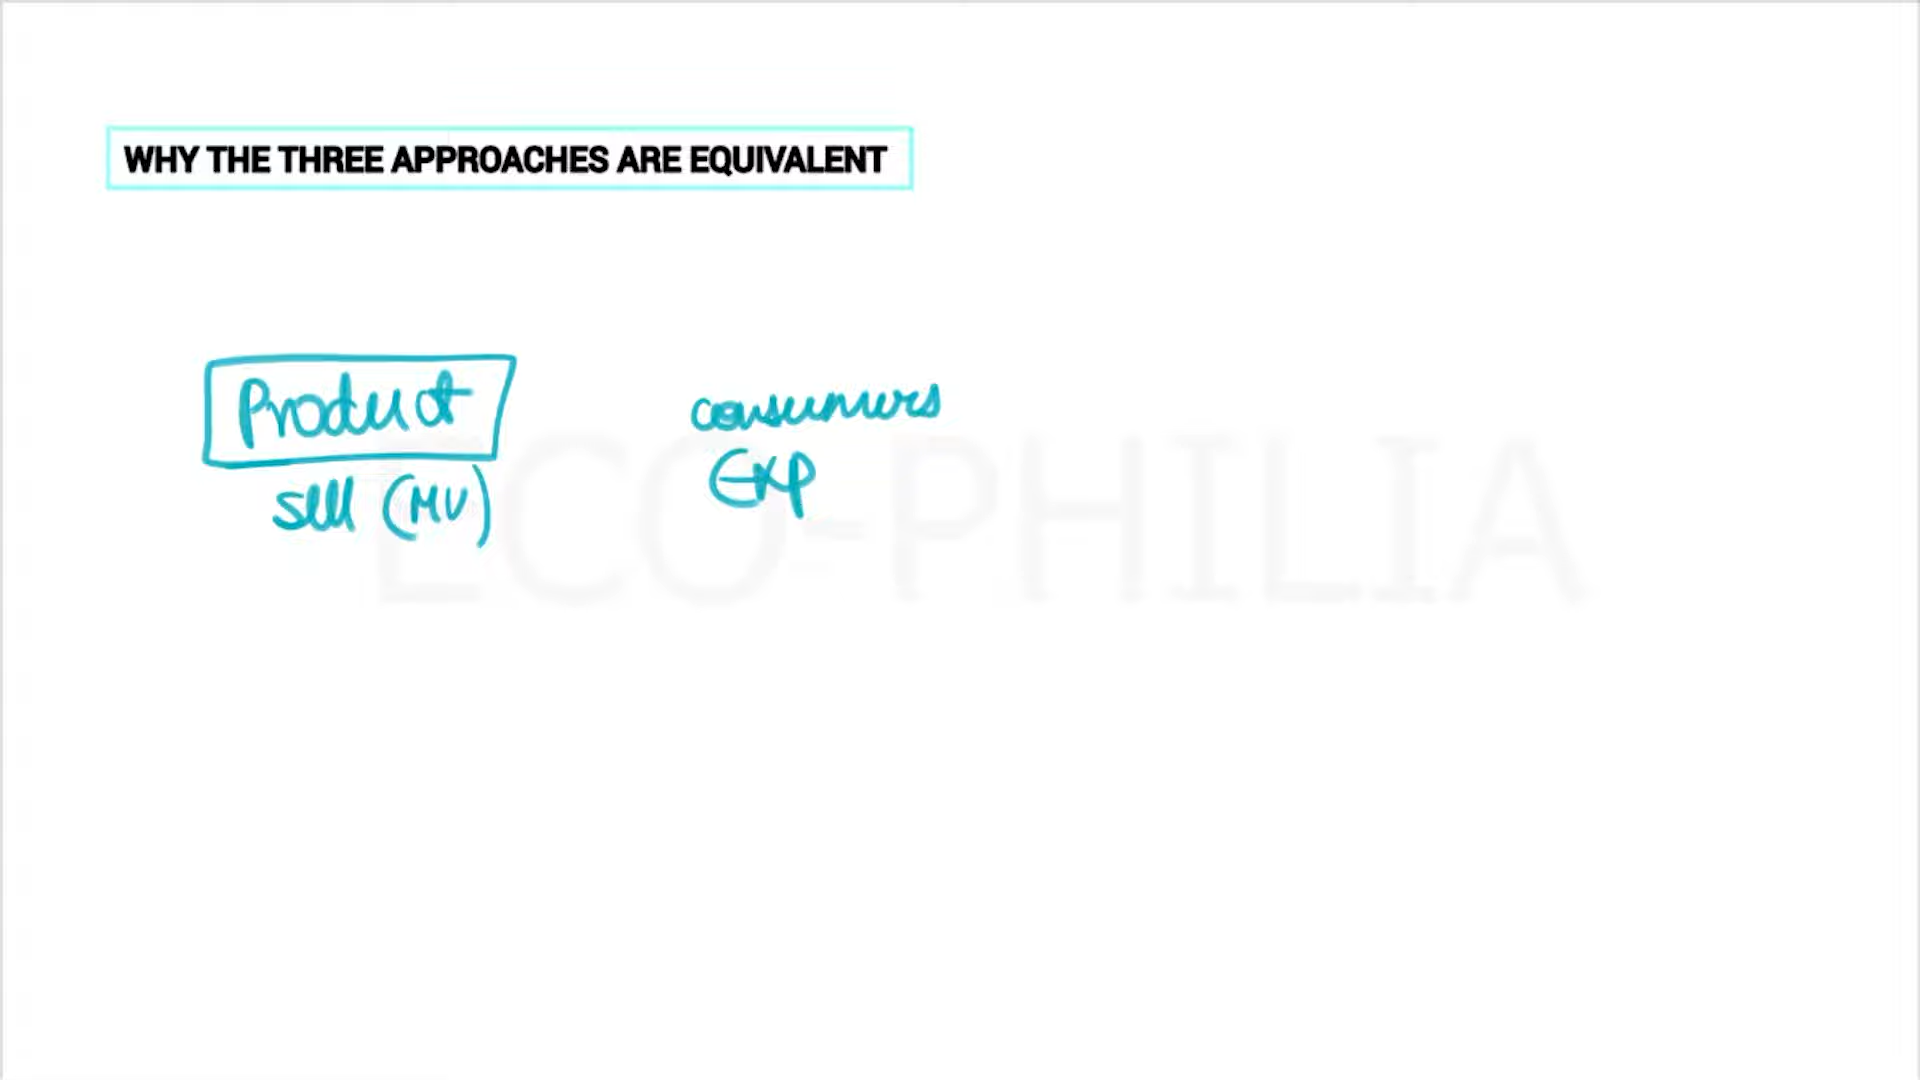 WHY THE THREE APPROACHES ARE EQUIVALENT
Product
consumers
sell (MV)
Exp
ECO-PHILIA